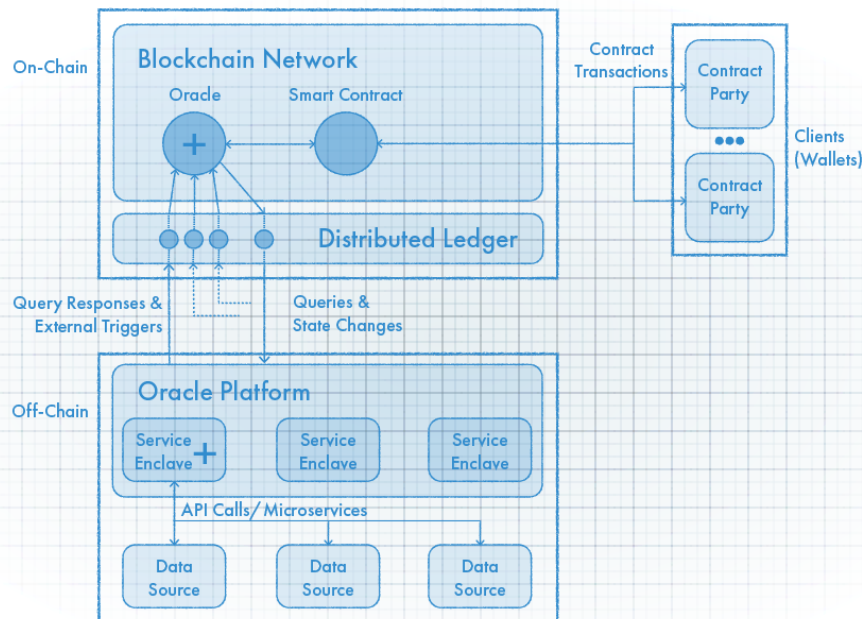 On-Chain
Blockchain Network
Oracle
Smart Contract
Contract
Transactions
Contract
Party
Contract
Party
Clients
(Wallets)
Distributed Ledger
Query Responses &
External Triggers
Queries &
State Changes
Off-Chain
Oracle Platform
Service
Enclave
Service
Enclave
Service
Enclave
API Calls/Microservices
Data
Source
Data
Source
Data
Source